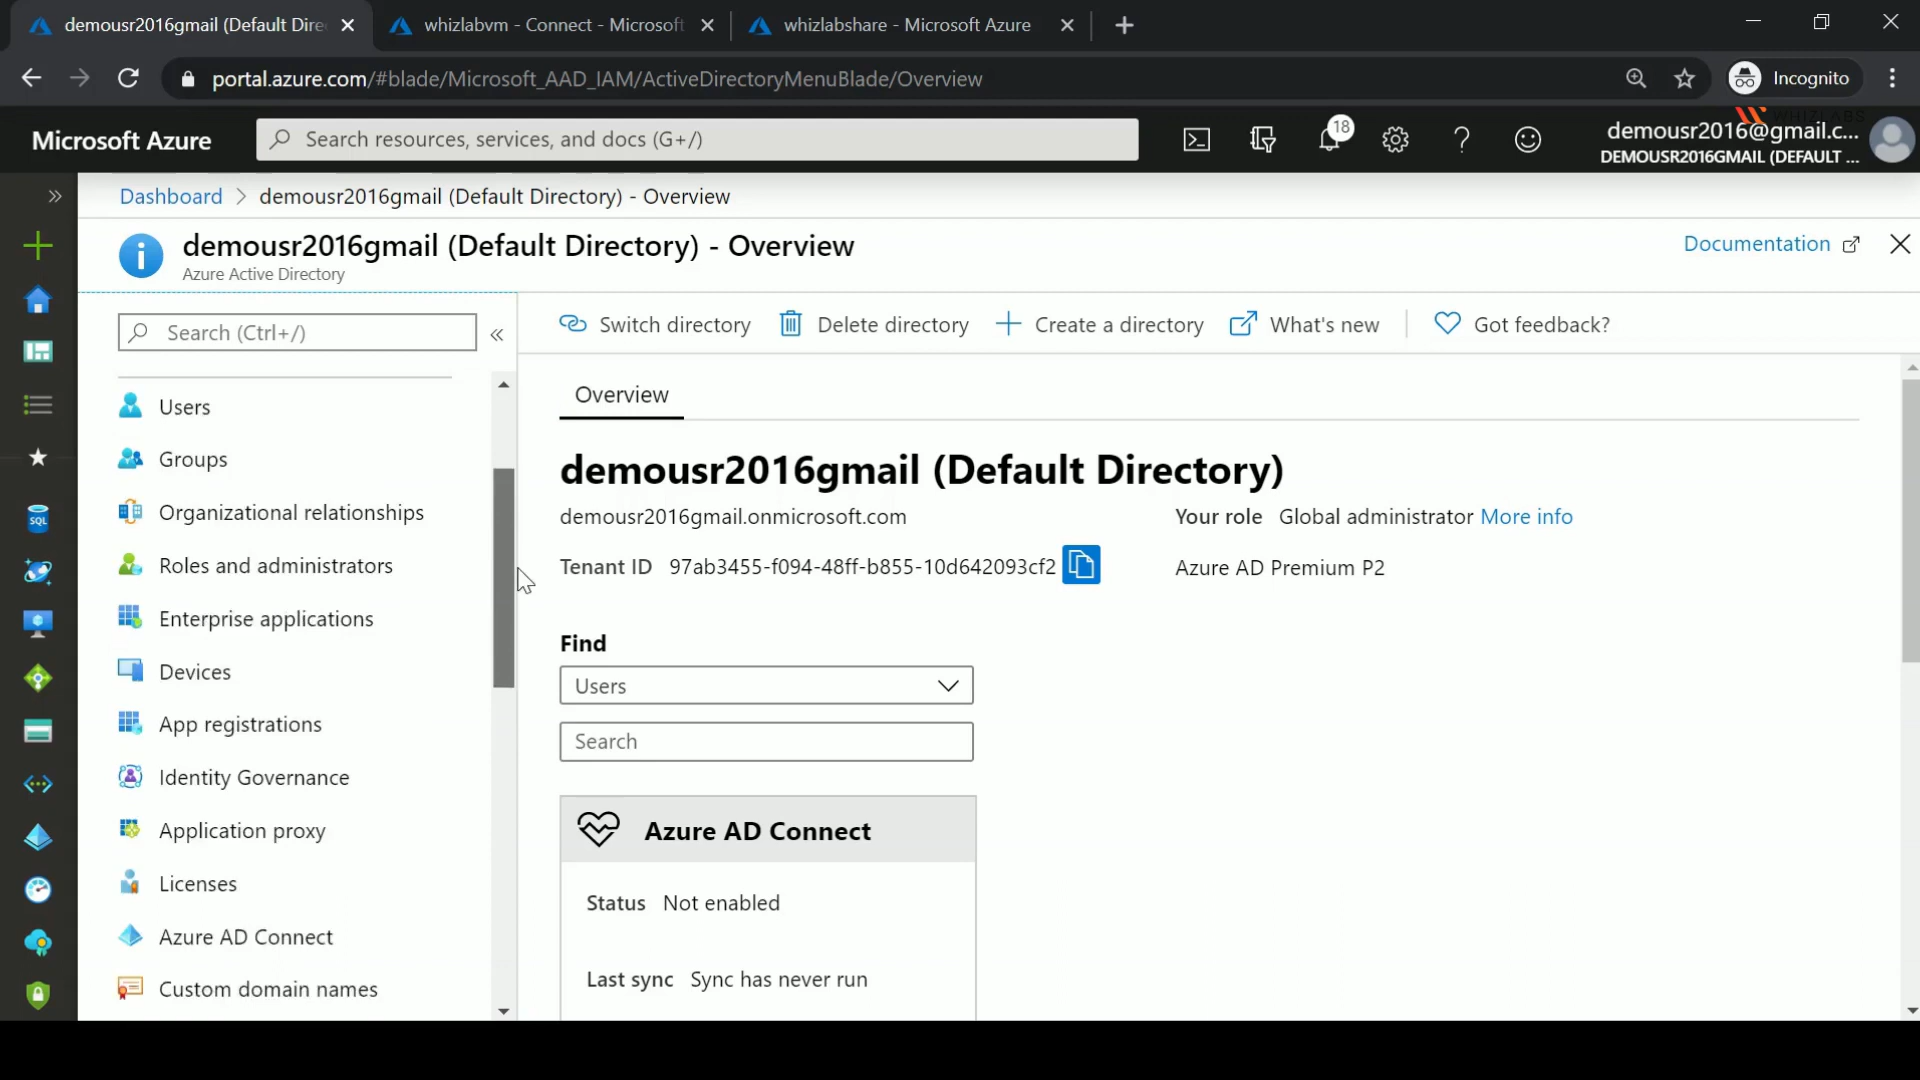 demousr2016gmail (Default Dire
whizlabvm - Connect - Microsoft
whizlabshare - Microsoft Azure
portal.azure.com/#blade/Microsoft_AAD_IAM/ActiveDirectoryMenuBlade/Overview
Incognito
Microsoft Azure
Search resources, services, and docs (G+/)
18
WHIZLABS
demousr2016@gmail.c...
DEMOUSR2016GMAIL (DEFAULT ...
Dashboard > demousr2016gmail (Default Directory) - Overview
demousr2016gmail (Default Directory) - Overview
Azure Active Directory
Documentation
Search (Ctrl+/)
Users
Groups
Organizational relationships
Roles and administrators
Enterprise applications
Devices
App registrations
Identity Governance
Application proxy
Licenses
Azure AD Connect
Custom domain names
SQL
Switch directory
Delete directory
Create a directory
What's new
Got feedback?
Overview
demousr2016gmail (Default Directory)
demousr2016gmail.onmicrosoft.com
Your role Global administrator More info
Tenant ID 97ab3455-f094-48ff-b855-10d642093cf2
Azure AD Premium P2
Find
Users
Search
Azure AD Connect
Status Not enabled
Last sync Sync has never run